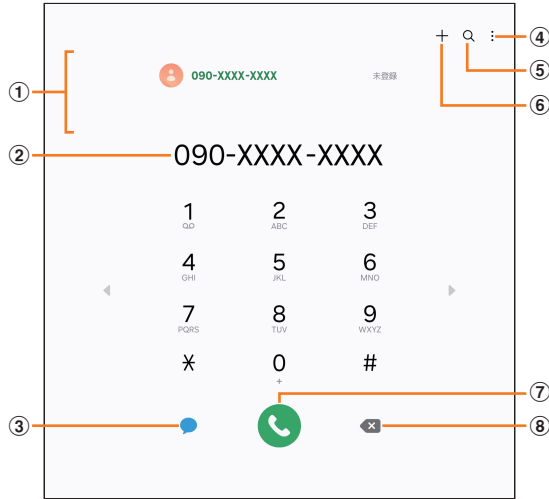 ④
⑤
① 090-XXXX-XXXX 未登録
⑥
② 090-XXXX-XXXX
1 2 3
ABC DEF
4 5 6
GHI JKL MNO
7 8 9
PQRS TUV WXYZ
* 0 #
+
⑦
③ ⑧